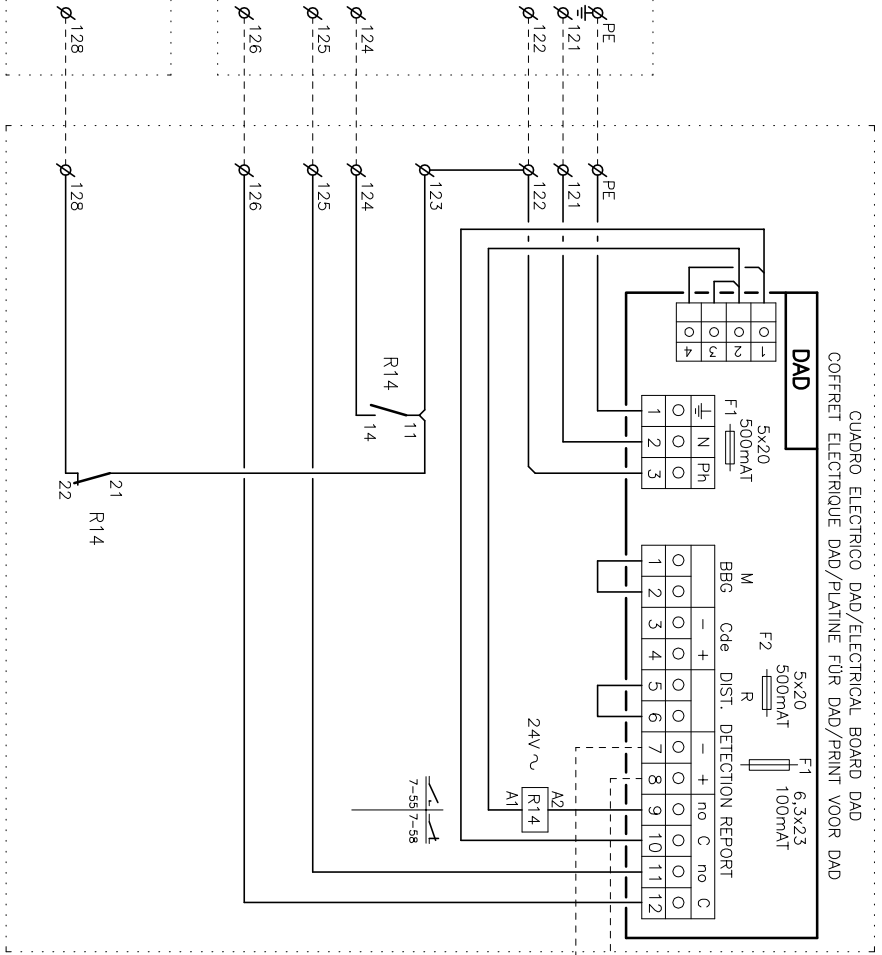 CUADRO ELECTRICO DAD/ELECTRICAL BOARD DAD
COFFRET ELECTRIQUE DAD/PLATINE FÜR DAD/PRINT VOOR DAD
DAD
1 2 3 4
F1
5x20
500mAT
N Ph
1 2 3
F2
5x20
500mAT
F1
6,3x23
100mAT
M R
BBG Cde DIST. DETECTION REPORT
- + - + no C no C
1 2 3 4 5 6 7 8 9 10 11 12
24V ~
A1 R14 A2
7-55 7-58
R14
11
14
21
22
R14
PE
121
122
123
124
125
126
128
PE
121
122
124
125
126
128